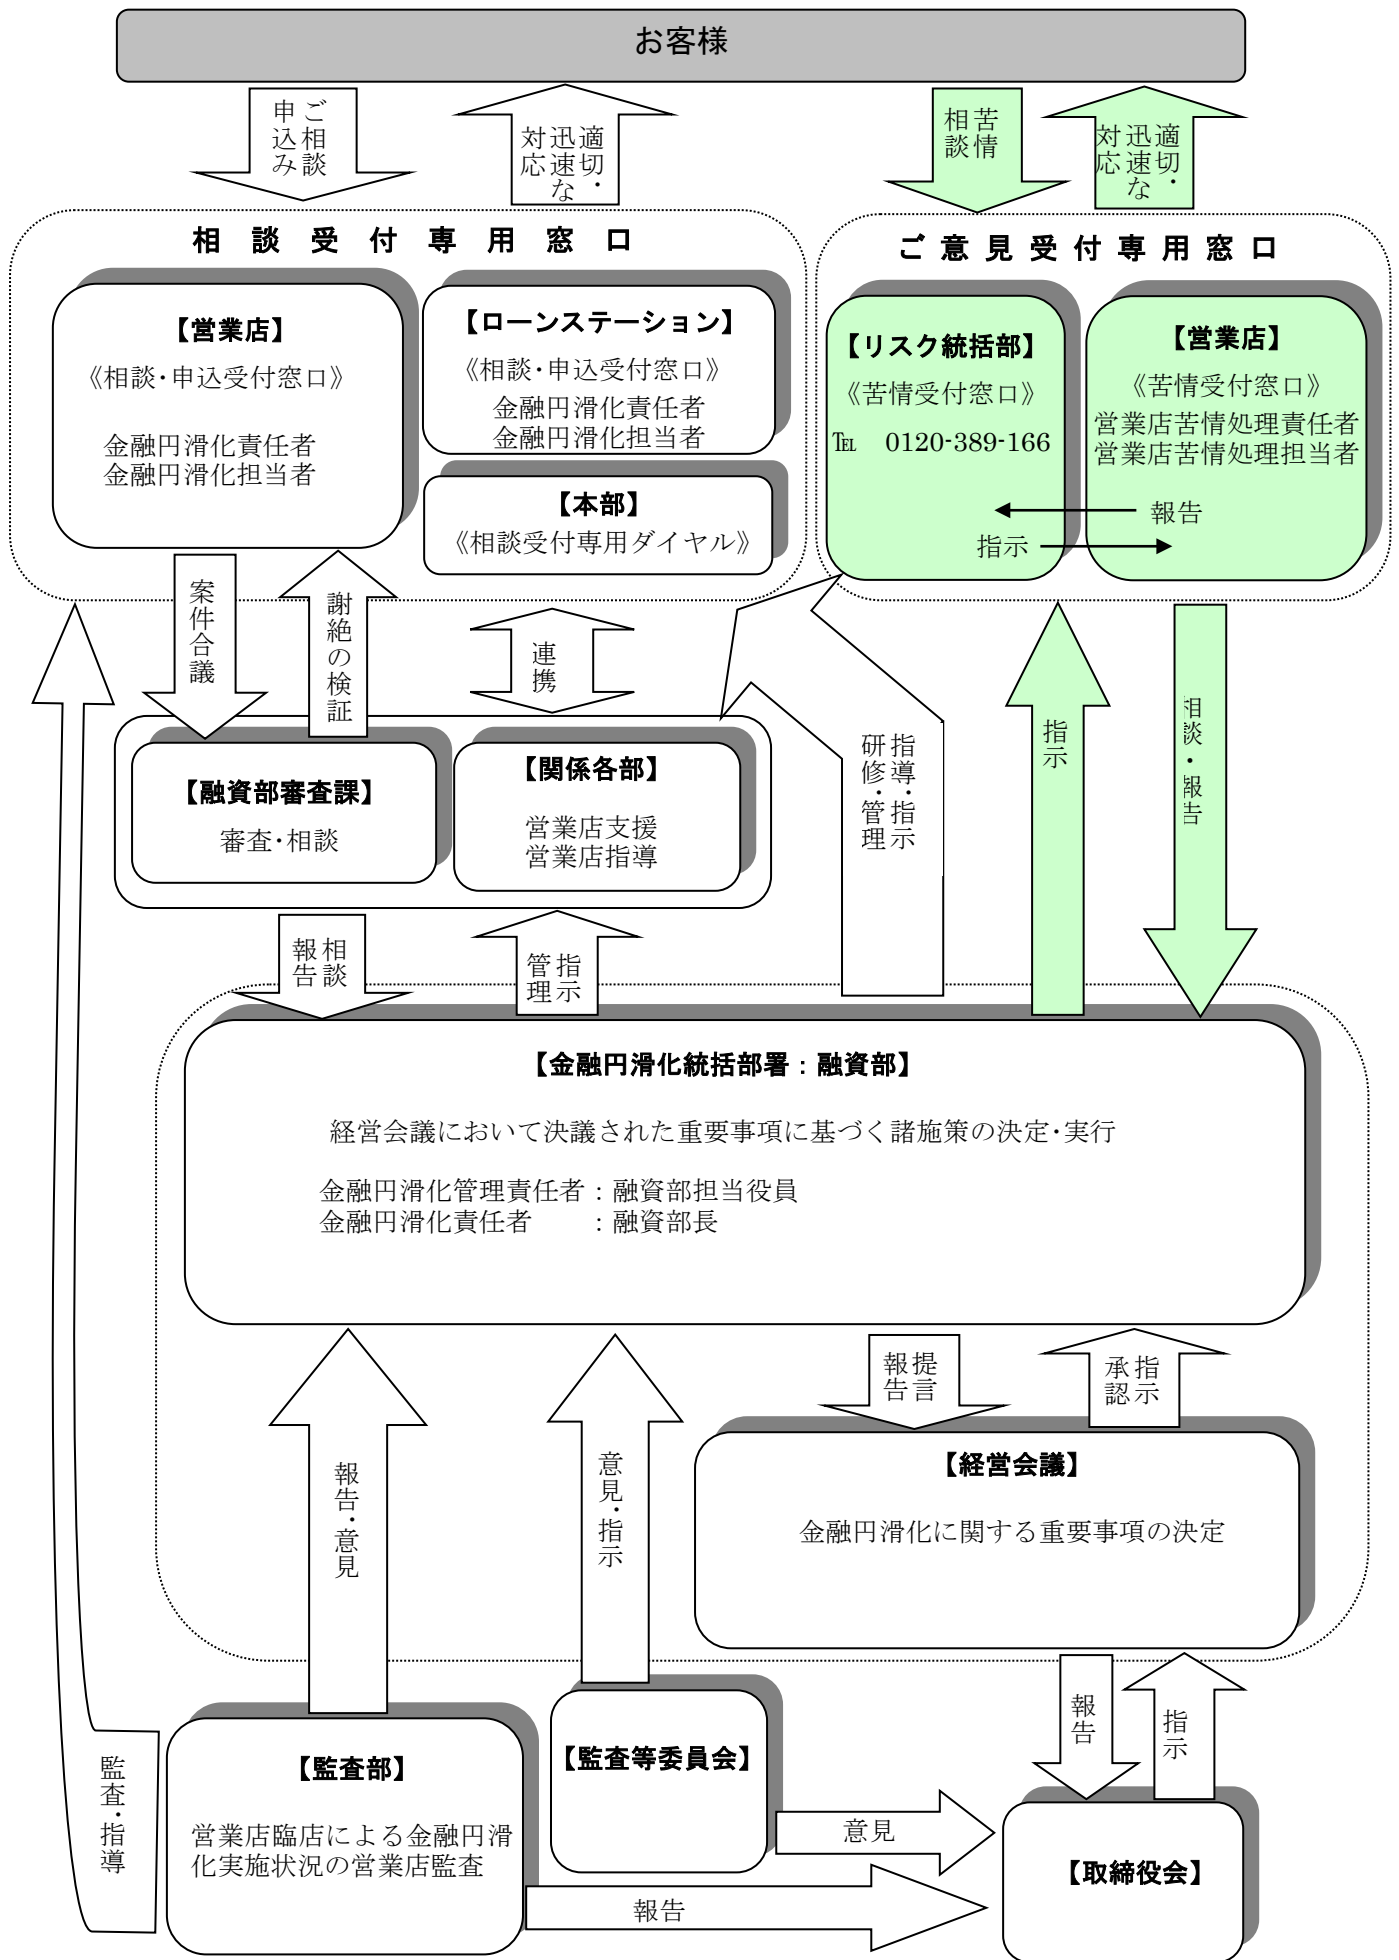 お客様
ご相談
申込み
適切・
迅速な
対応
苦情
相談
適切・
迅速な
対応
相談受付専用窓口
【営業店】
《相談・申込受付窓口》
金融円滑化責任者
金融円滑化担当者
【ローンステーション】
《相談・申込受付窓口》
金融円滑化責任者
金融円滑化担当者
【本部】
《相談受付専用ダイヤル》
ご意見受付専用窓口
【リスク統括部】
《苦情受付窓口》
℡ 0120-389-166
【営業店】
《苦情受付窓口》
営業店苦情処理責任者
営業店苦情処理担当者
報告
指示
案件合議
謝絶の検証
連携
指導・指示
研修・管理
指示
相談・報告
【融資部審査課】
審査・相談
【関係各部】
営業店支援
営業店指導
相談
報告
指示
管理
【金融円滑化統括部署：融資部】
経営会議において決議された重要事項に基づく諸施策の決定・実行
金融円滑化管理責任者：融資部担当役員
金融円滑化責任者　　：融資部長
報告・意見
意見・指示
提言
報告
指示
承認
【経営会議】
金融円滑化に関する重要事項の決定
報告
指示
監査・指導
【監査部】
営業店臨店による金融円滑
化実施状況の営業店監査
【監査等委員会】
意見
報告
【取締役会】